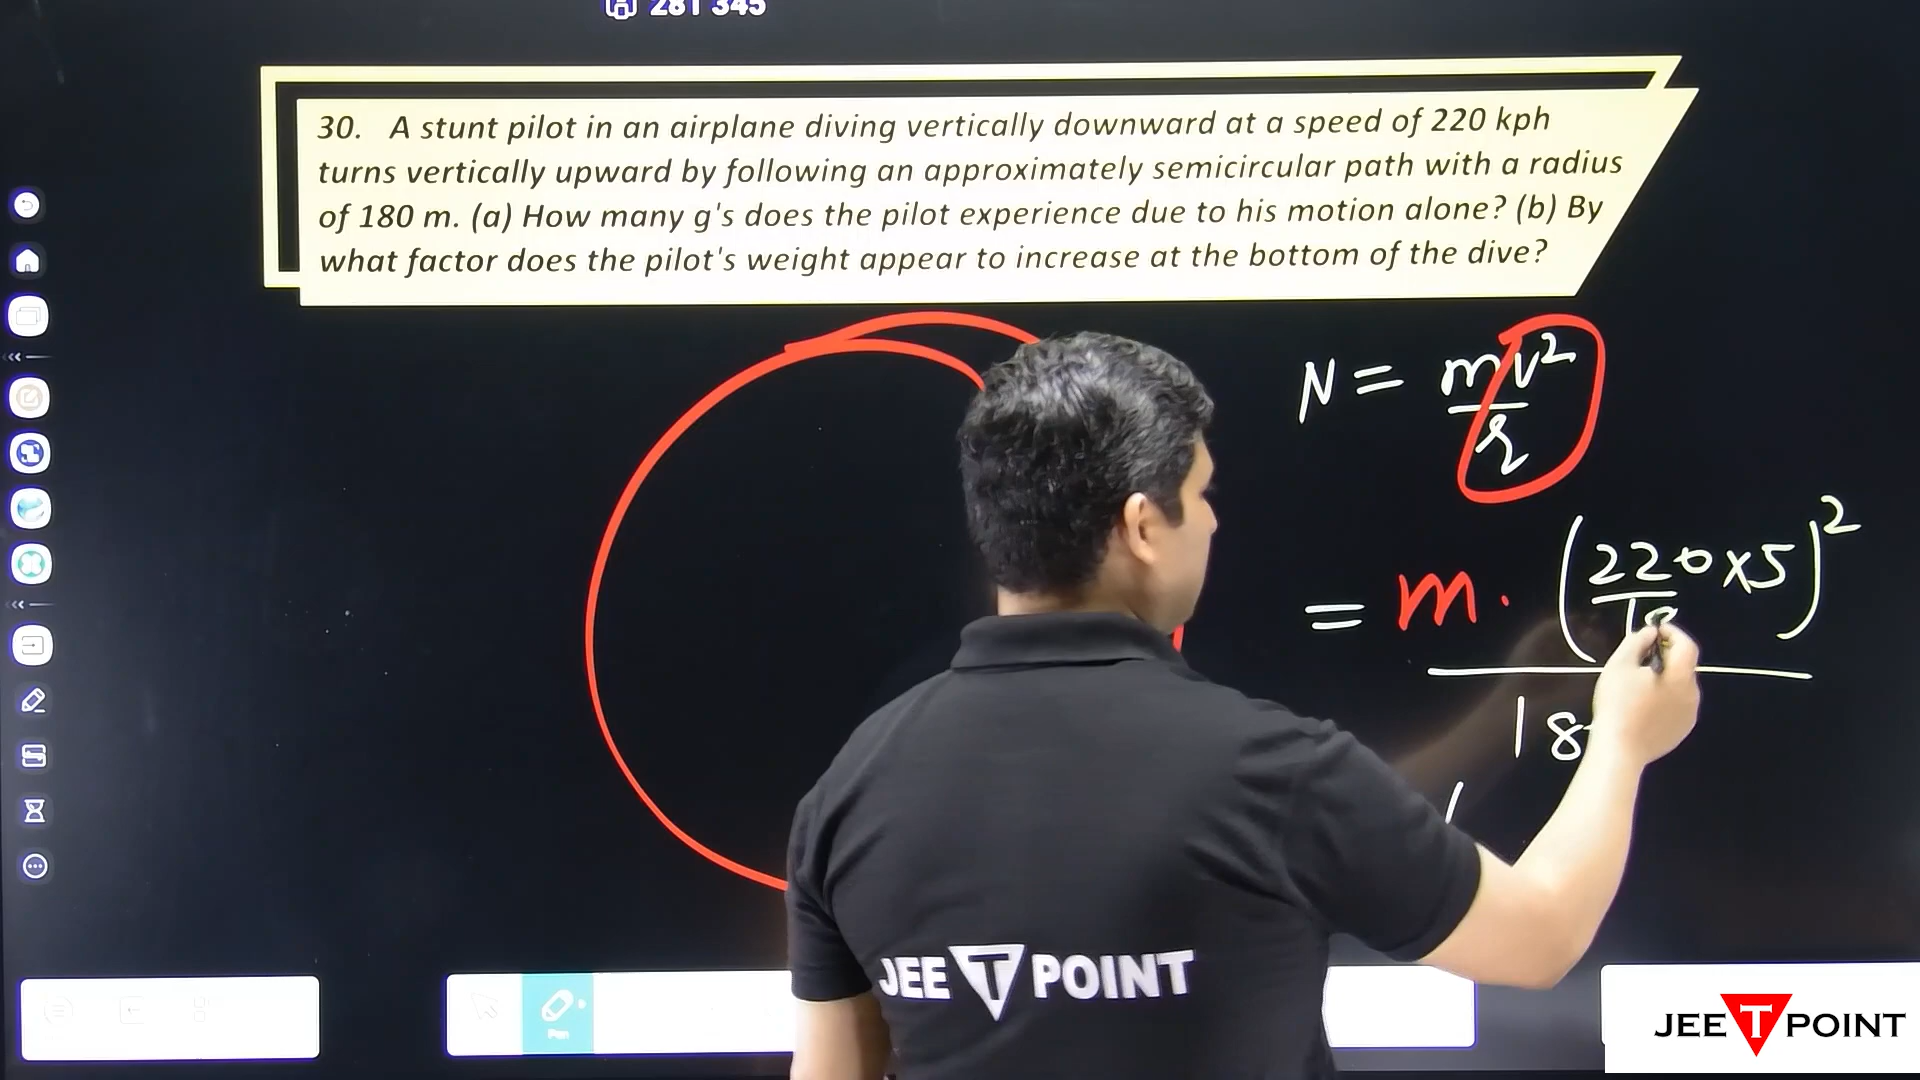 281 345
30. A stunt pilot in an airplane diving vertically downward at a speed of 220 kph
turns vertically upward by following an approximately semicircular path with a radius
of 180 m. (a) How many g's does the pilot experience due to his motion alone? (b) By
what factor does the pilot's weight appear to increase at the bottom of the dive?
N = mv²
r
= m. (220×5)²
18
18
JEE T POINT
Pen
JEE T POINT